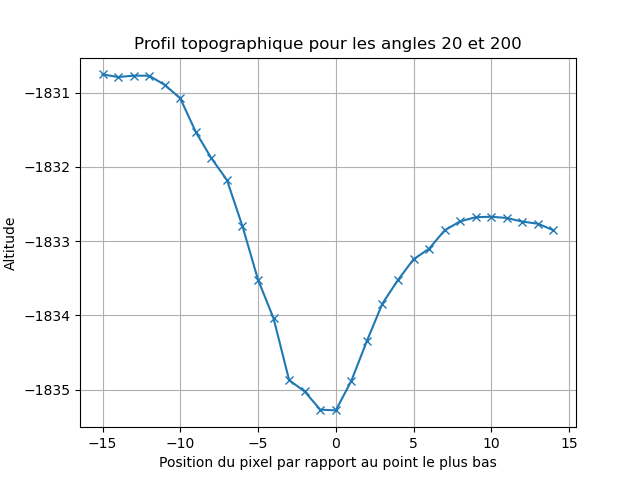 Profil topographique pour les angles 20 et 200
Altitude
−1831
−1832
−1833
−1834
−1835
−15 −10 −5 0 5 10 15
Position du pixel par rapport au point le plus bas